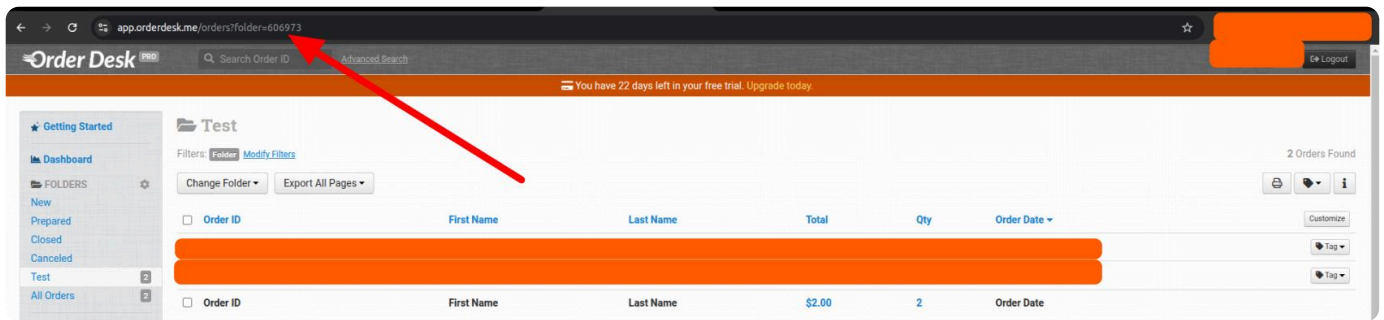 app.orderdesk.me/orders?folder=606973
Order Desk PRO
Search Order ID
Advanced Search
Logout
You have 22 days left in your free trial. Upgrade today.
Getting Started
Dashboard
FOLDERS
New
Prepared
Closed
Canceled
Test 2
All Orders 2
Test
Filters: Folder Modify Filters
2 Orders Found
Change Folder Export All Pages
Order ID First Name Last Name Total Qty Order Date Customize
Tag
Tag
Order ID First Name Last Name $2.00 2 Order Date